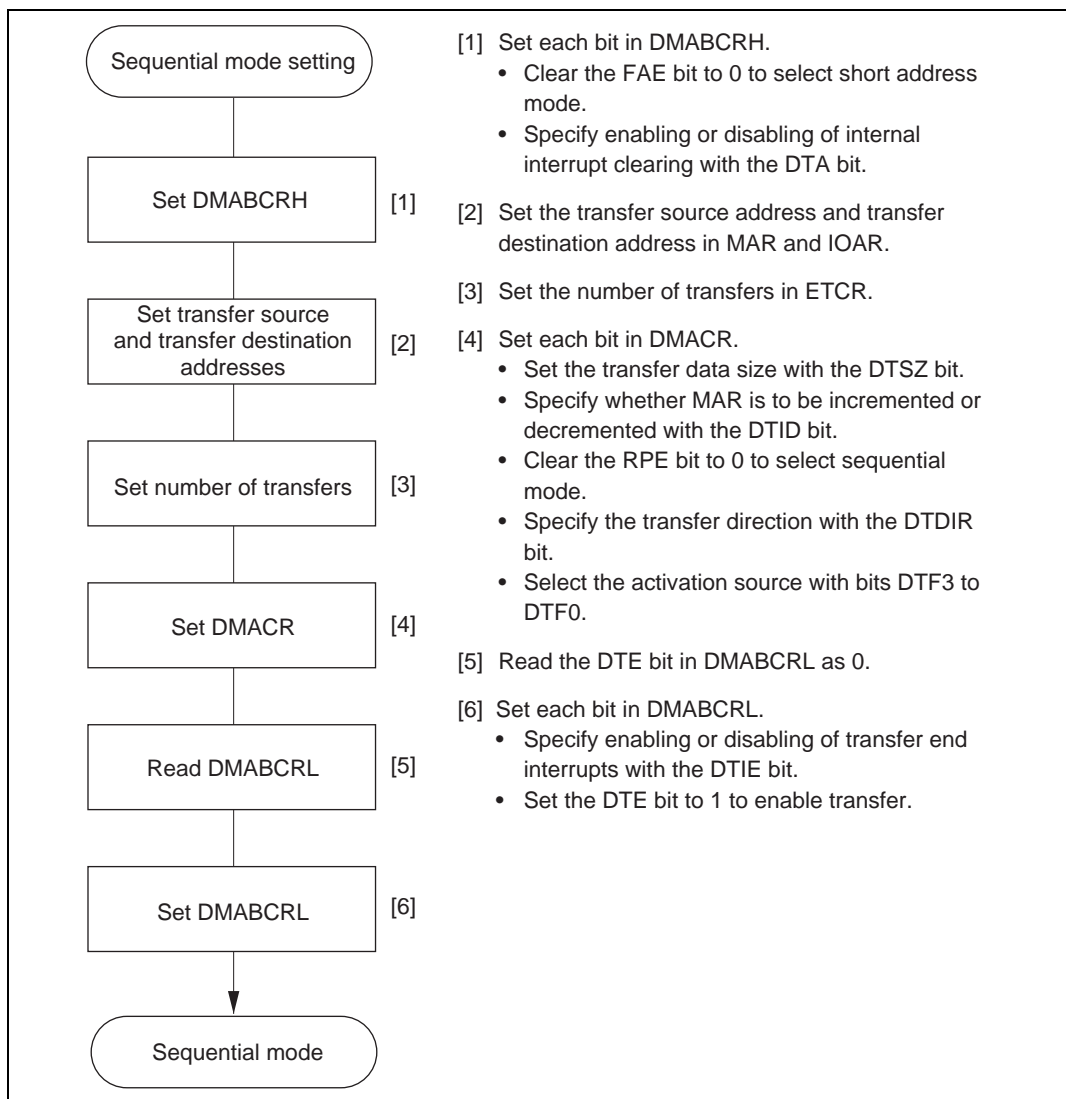 Sequential mode setting
Set DMABCRH
[1]
Set transfer source
and transfer destination
addresses
[2]
Set number of transfers
[3]
Set DMACR
[4]
Read DMABCRL
[5]
Set DMABCRL
[6]
Sequential mode
[1] Set each bit in DMABCRH.
• Clear the FAE bit to 0 to select short address
mode.
• Specify enabling or disabling of internal
interrupt clearing with the DTA bit.
[2] Set the transfer source address and transfer
destination address in MAR and IOAR.
[3] Set the number of transfers in ETCR.
[4] Set each bit in DMACR.
• Set the transfer data size with the DTSZ bit.
• Specify whether MAR is to be incremented or
decremented with the DTID bit.
• Clear the RPE bit to 0 to select sequential
mode.
• Specify the transfer direction with the DTDIR
bit.
• Select the activation source with bits DTF3 to
DTF0.
[5] Read the DTE bit in DMABCRL as 0.
[6] Set each bit in DMABCRL.
• Specify enabling or disabling of transfer end
interrupts with the DTIE bit.
• Set the DTE bit to 1 to enable transfer.